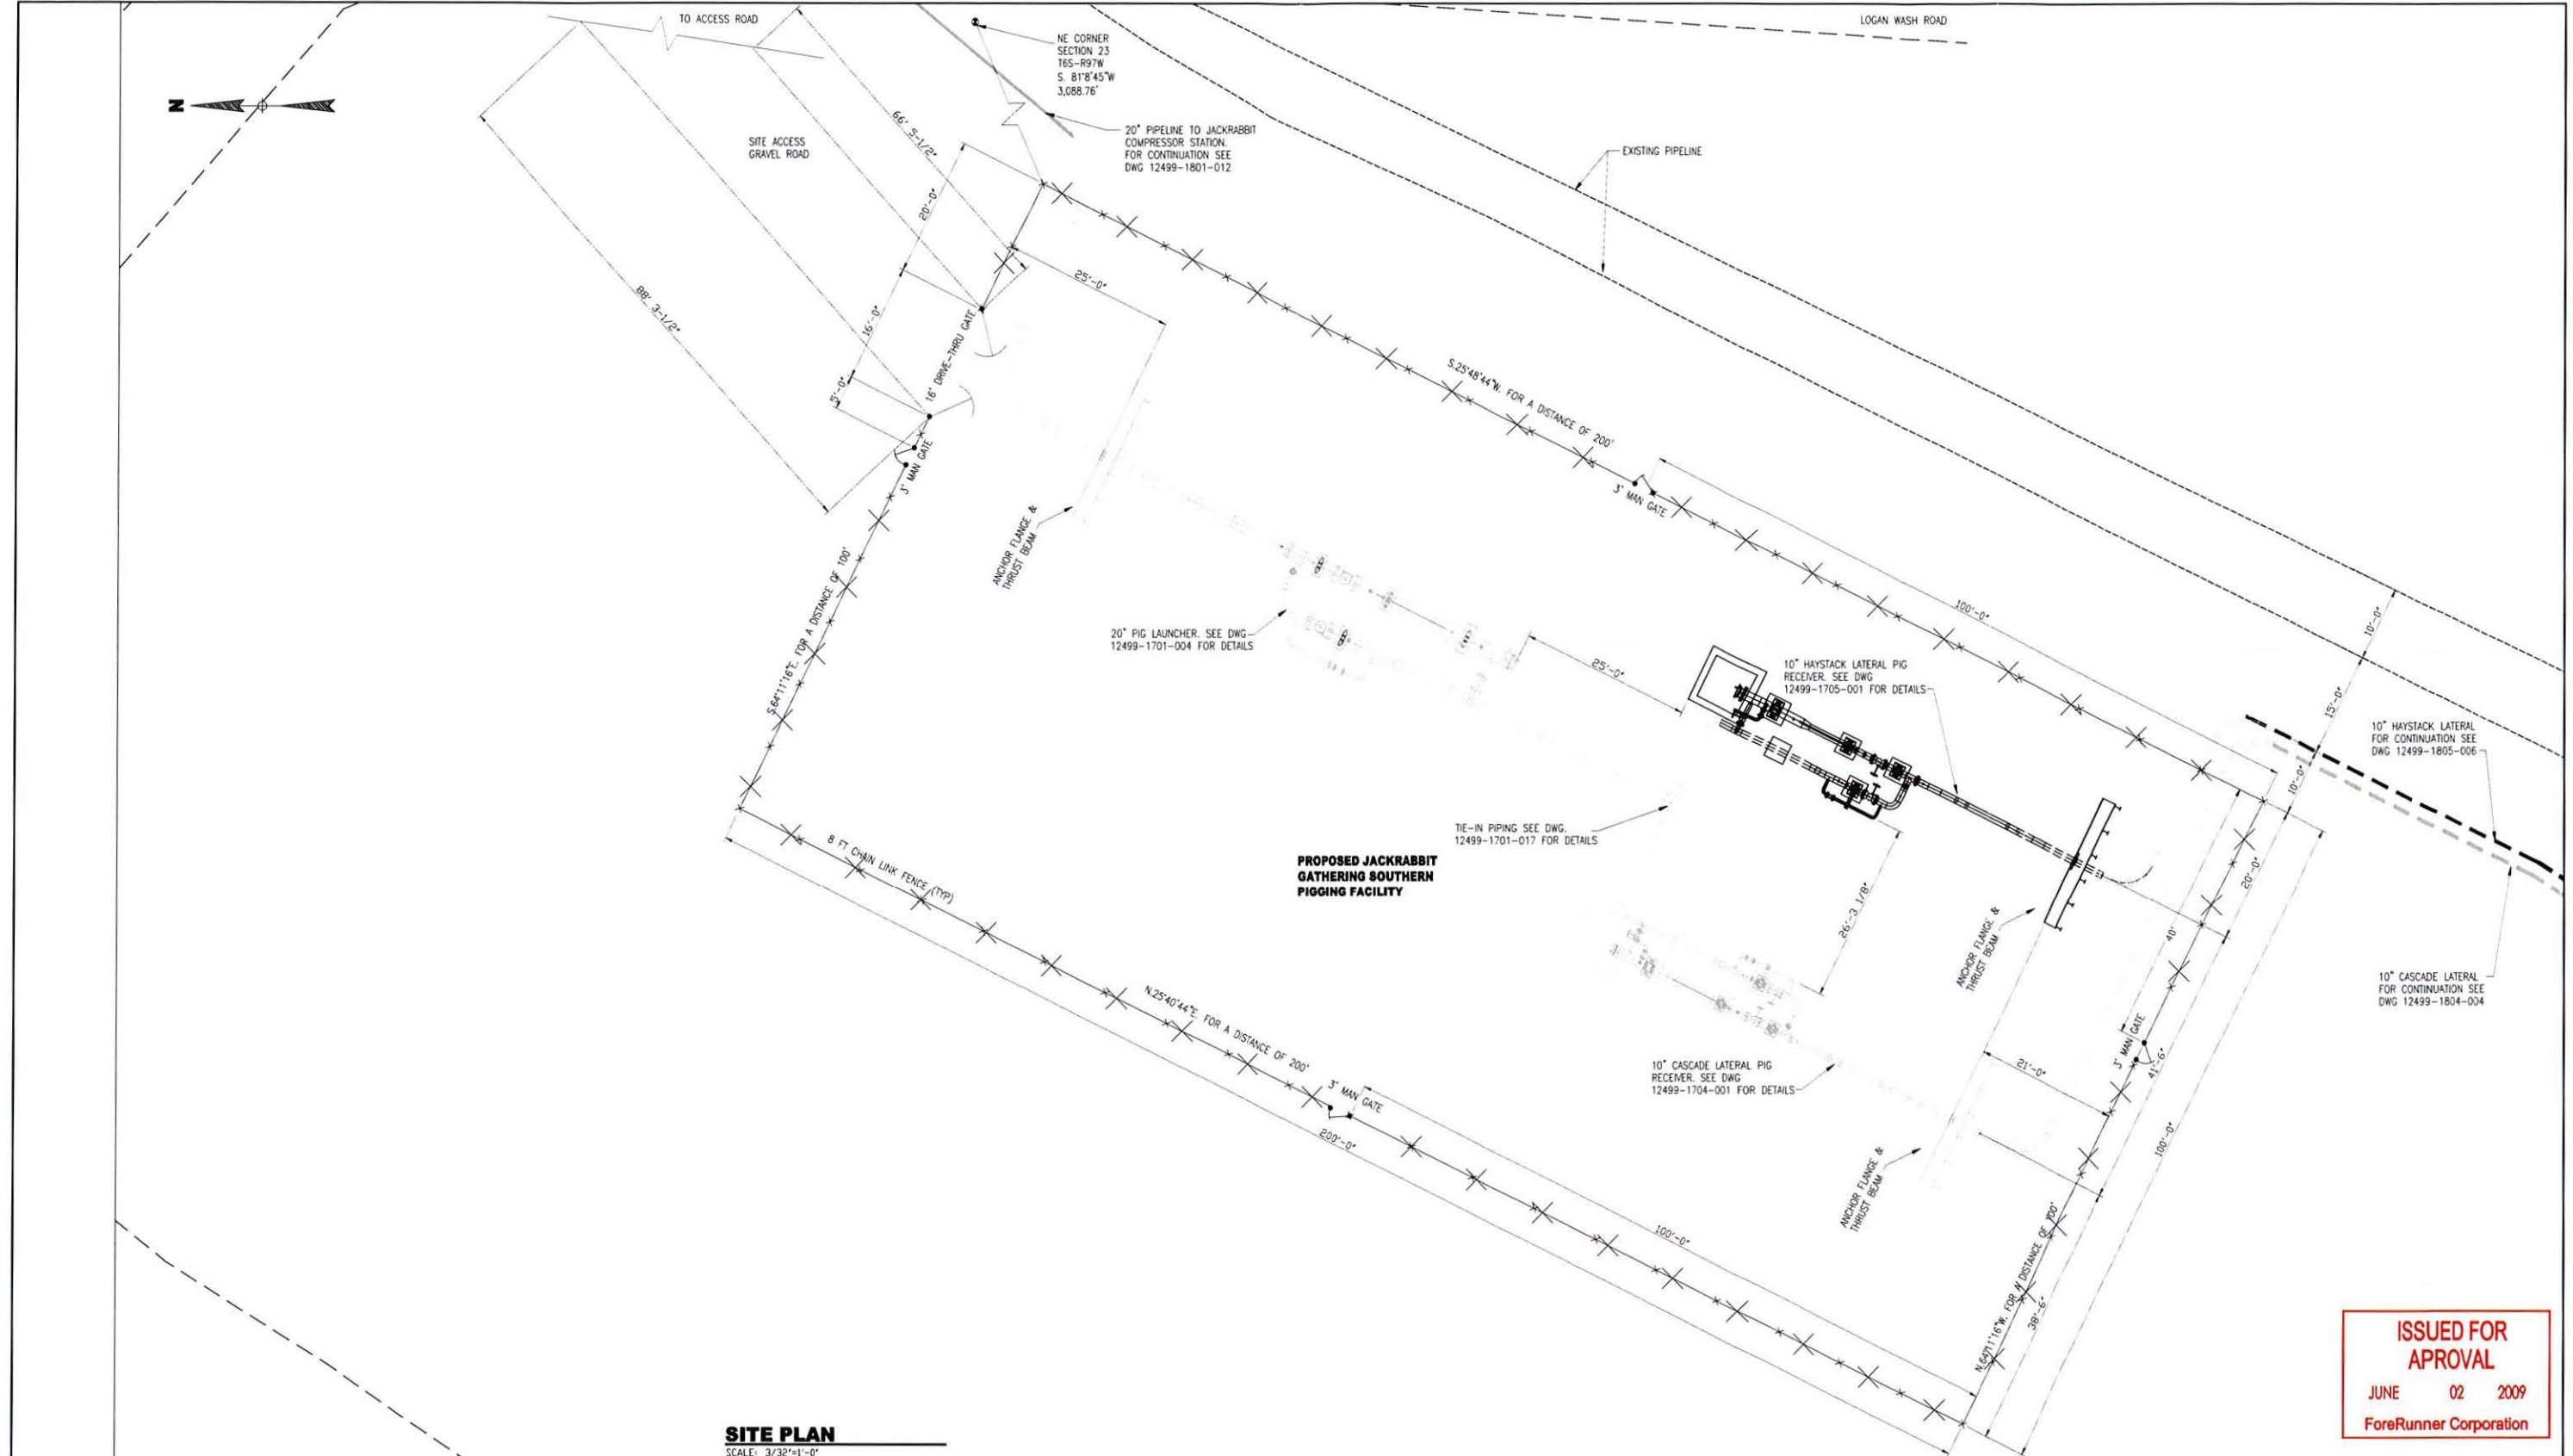 TO ACCESS ROAD
LOGAN WASH ROAD
NE CORNER
SECTION 23
T6S-R97W
S. 81°8'45"W
3,088.76'
N
SITE ACCESS
GRAVEL ROAD
66' 5-1/2"
20" PIPELINE TO JACKRABBIT
COMPRESSOR STATION.
FOR CONTINUATION SEE
DWG 12499-1801-012
EXISTING PIPELINE
20'-0"
25'-0"
88' 3-1/2"
16'-0"
16' DRIVE-THRU GATE
5'-0"
3' MAN GATE
S.25°48'44"W. FOR A DISTANCE OF 200'
3' MAN GATE
ANCHOR FLANGE &
THRUST BEAM
S.64°11'16"E. FOR A DISTANCE OF 100'
100'-0"
10'-0"
20" PIG LAUNCHER. SEE DWG
12499-1701-004 FOR DETAILS
25'-0"
10" HAYSTACK LATERAL PIG
RECEIVER. SEE DWG
12499-1705-001 FOR DETAILS
15'-0"
10" HAYSTACK LATERAL
FOR CONTINUATION SEE
DWG 12499-1805-006
10'-0"
TIE-IN PIPING SEE DWG.
12499-1701-017 FOR DETAILS
8 FT CHAIN LINK FENCE (TYP)
PROPOSED JACKRABBIT
GATHERING SOUTHERN
PIGGING FACILITY
20'-0"
26'-3 1/8"
40'
ANCHOR FLANGE &
THRUST BEAM
10" CASCADE LATERAL
FOR CONTINUATION SEE
DWG 12499-1804-004
N.25°40'44"E. FOR A DISTANCE OF 200'
3' MAN GATE
41'-6"
21'-0"
10" CASCADE LATERAL PIG
RECEIVER. SEE DWG
12499-1704-001 FOR DETAILS
3' MAN GATE
200'-0"
100'-0"
ANCHOR FLANGE &
THRUST BEAM
100'-0"
N.64°11'16"W. FOR A DISTANCE OF 100'
38'-6"
ISSUED FOR
APROVAL
JUNE 02 2009
ForeRunner Corporation
SITE PLAN
SCALE: 3/32"=1'-0"